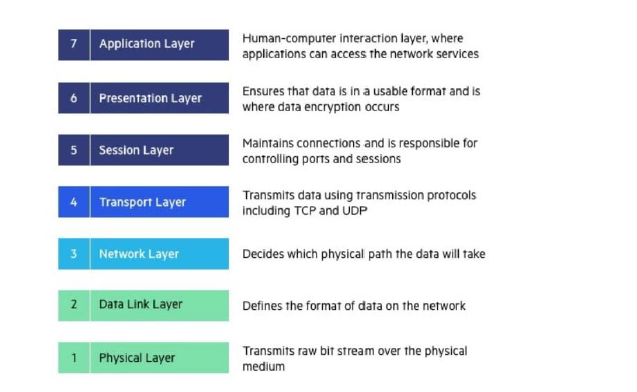 7 Application Layer
Human-computer interaction layer, where
applications can access the network services
6 Presentation Layer
Ensures that data is in a usable format and is
where data encryption occurs
5 Session Layer
Maintains connections and is responsible for
controlling ports and sessions
4 Transport Layer
Transmits data using transmission protocols
including TCP and UDP
3 Network Layer
Decides which physical path the data will take
2 Data Link Layer
Defines the format of data on the network
1 Physical Layer
Transmits raw bit stream over the physical
medium